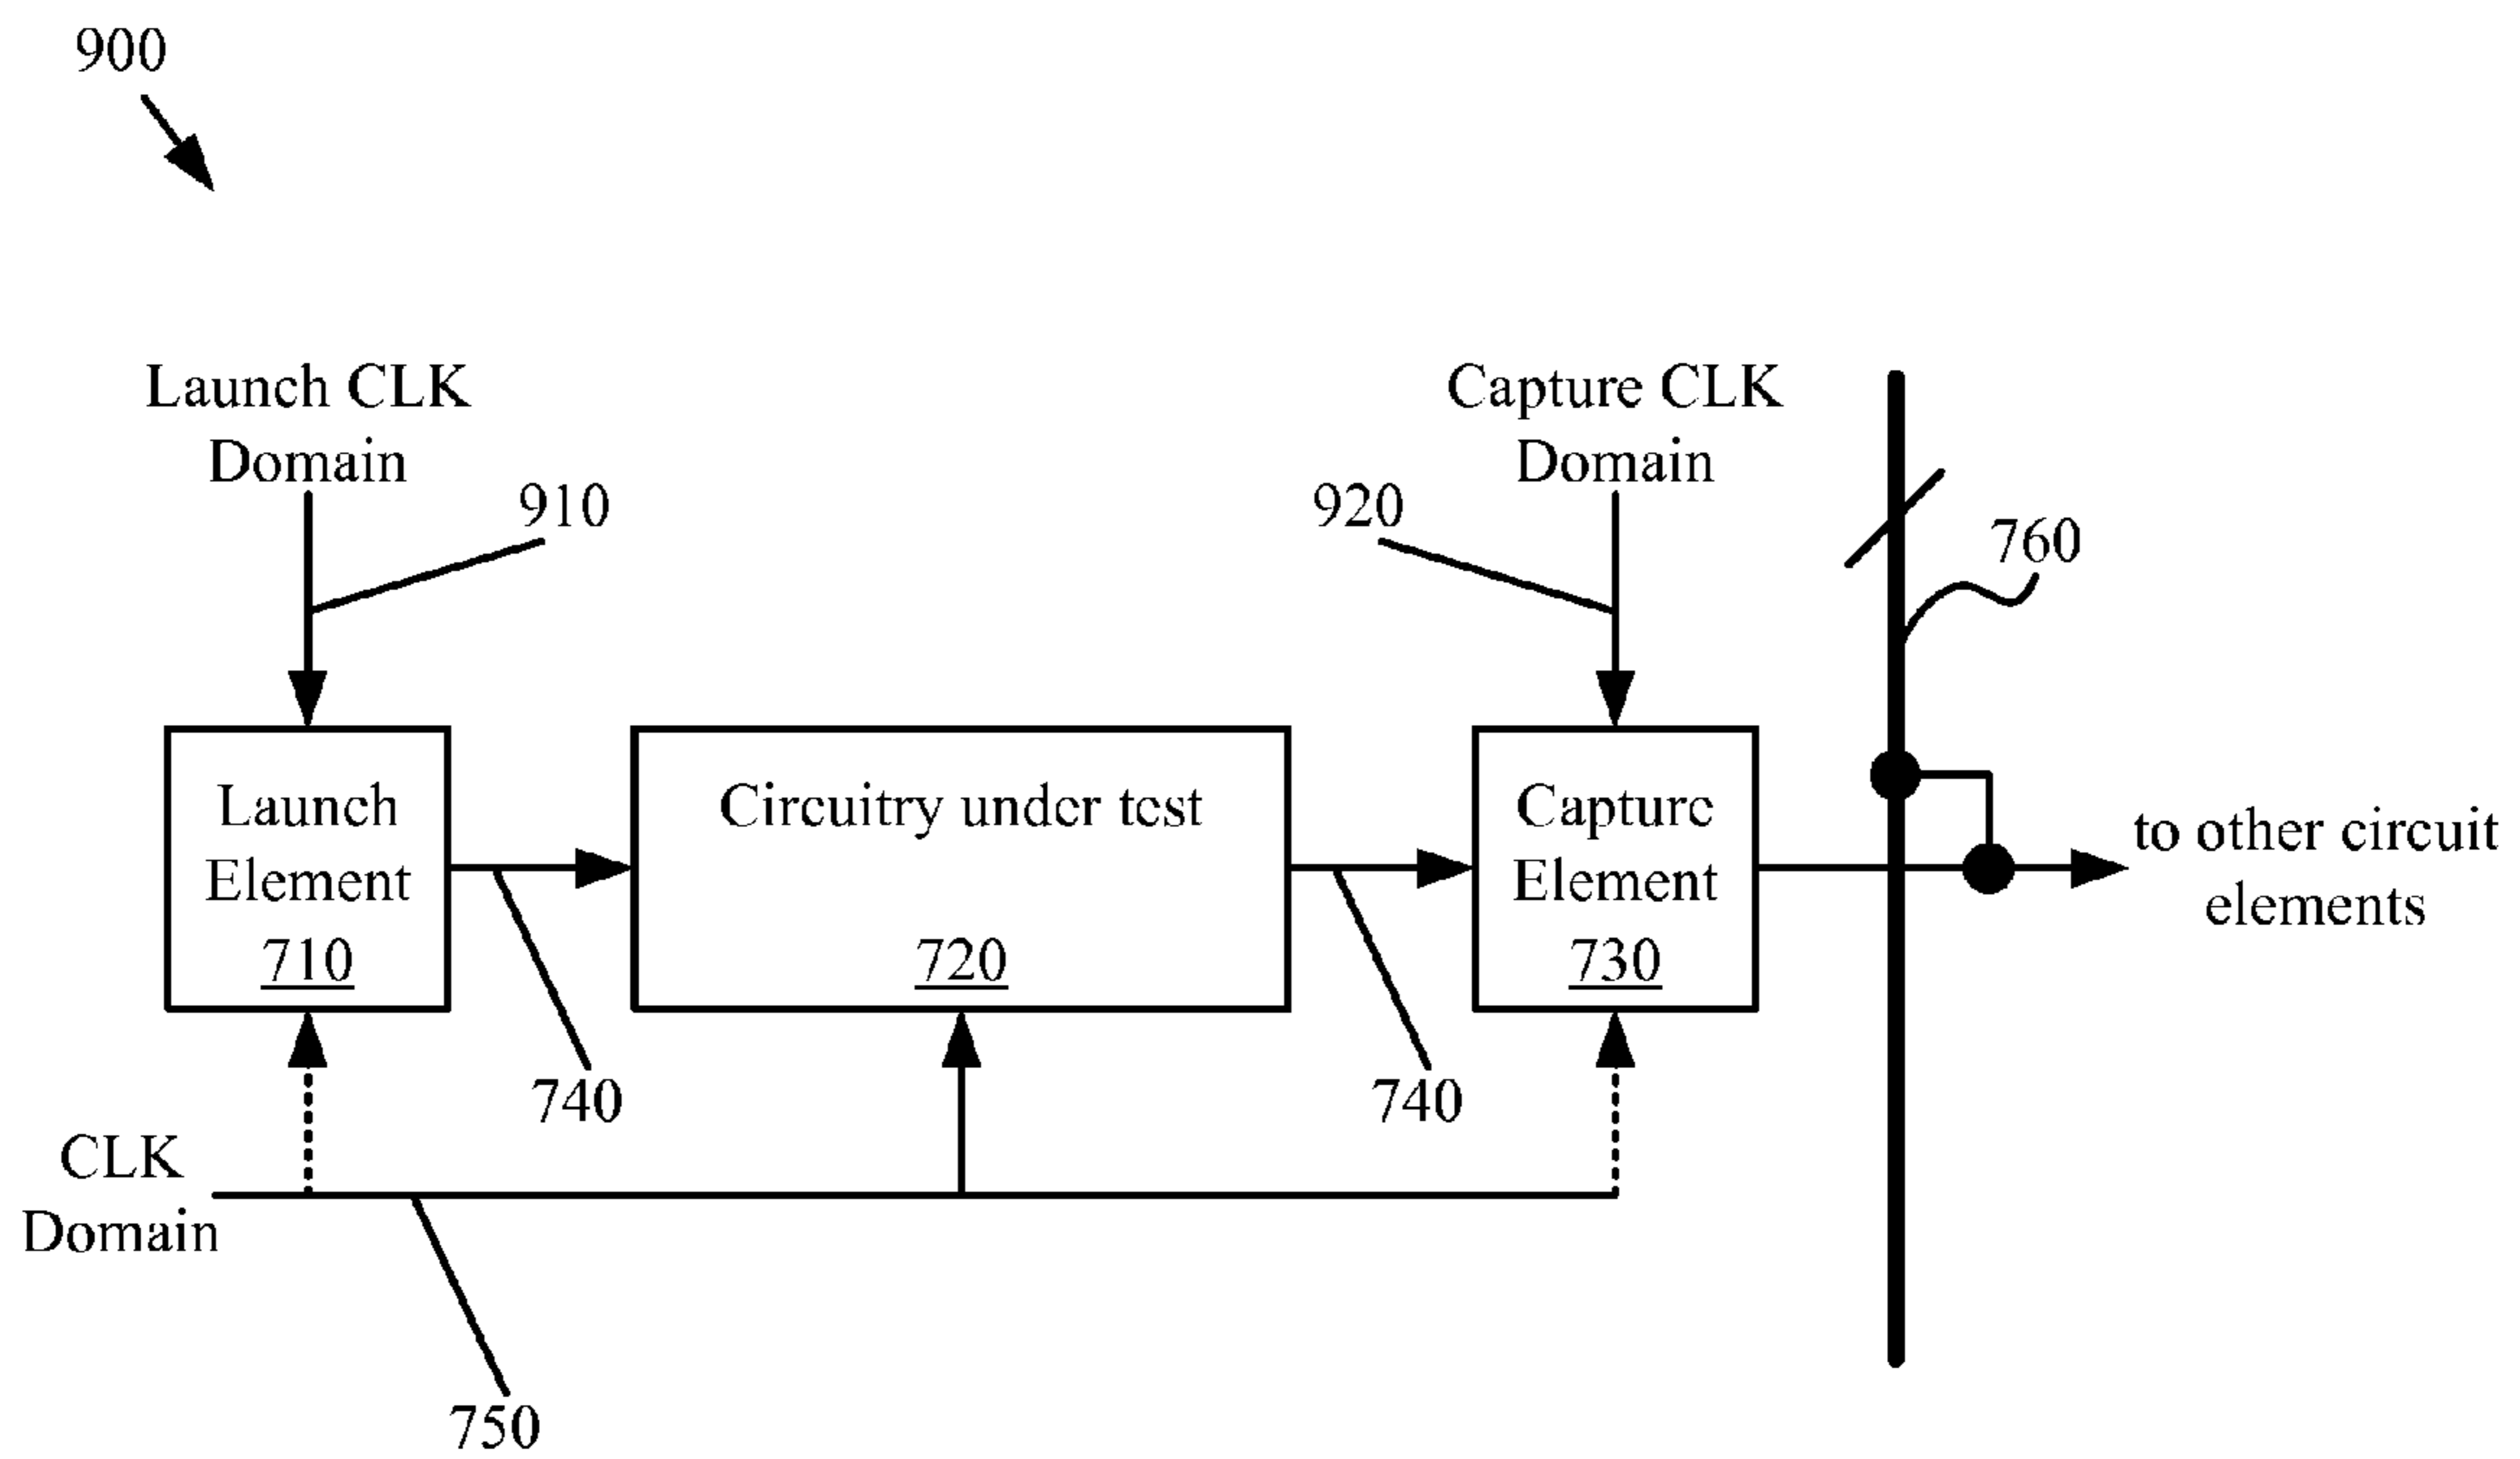 900
Launch CLK
Domain
910
Capture CLK
Domain
920
760
Launch
Element
710
Circuitry under test
720
Capture
Element
730
to other circuit
elements
740
740
CLK
Domain
750